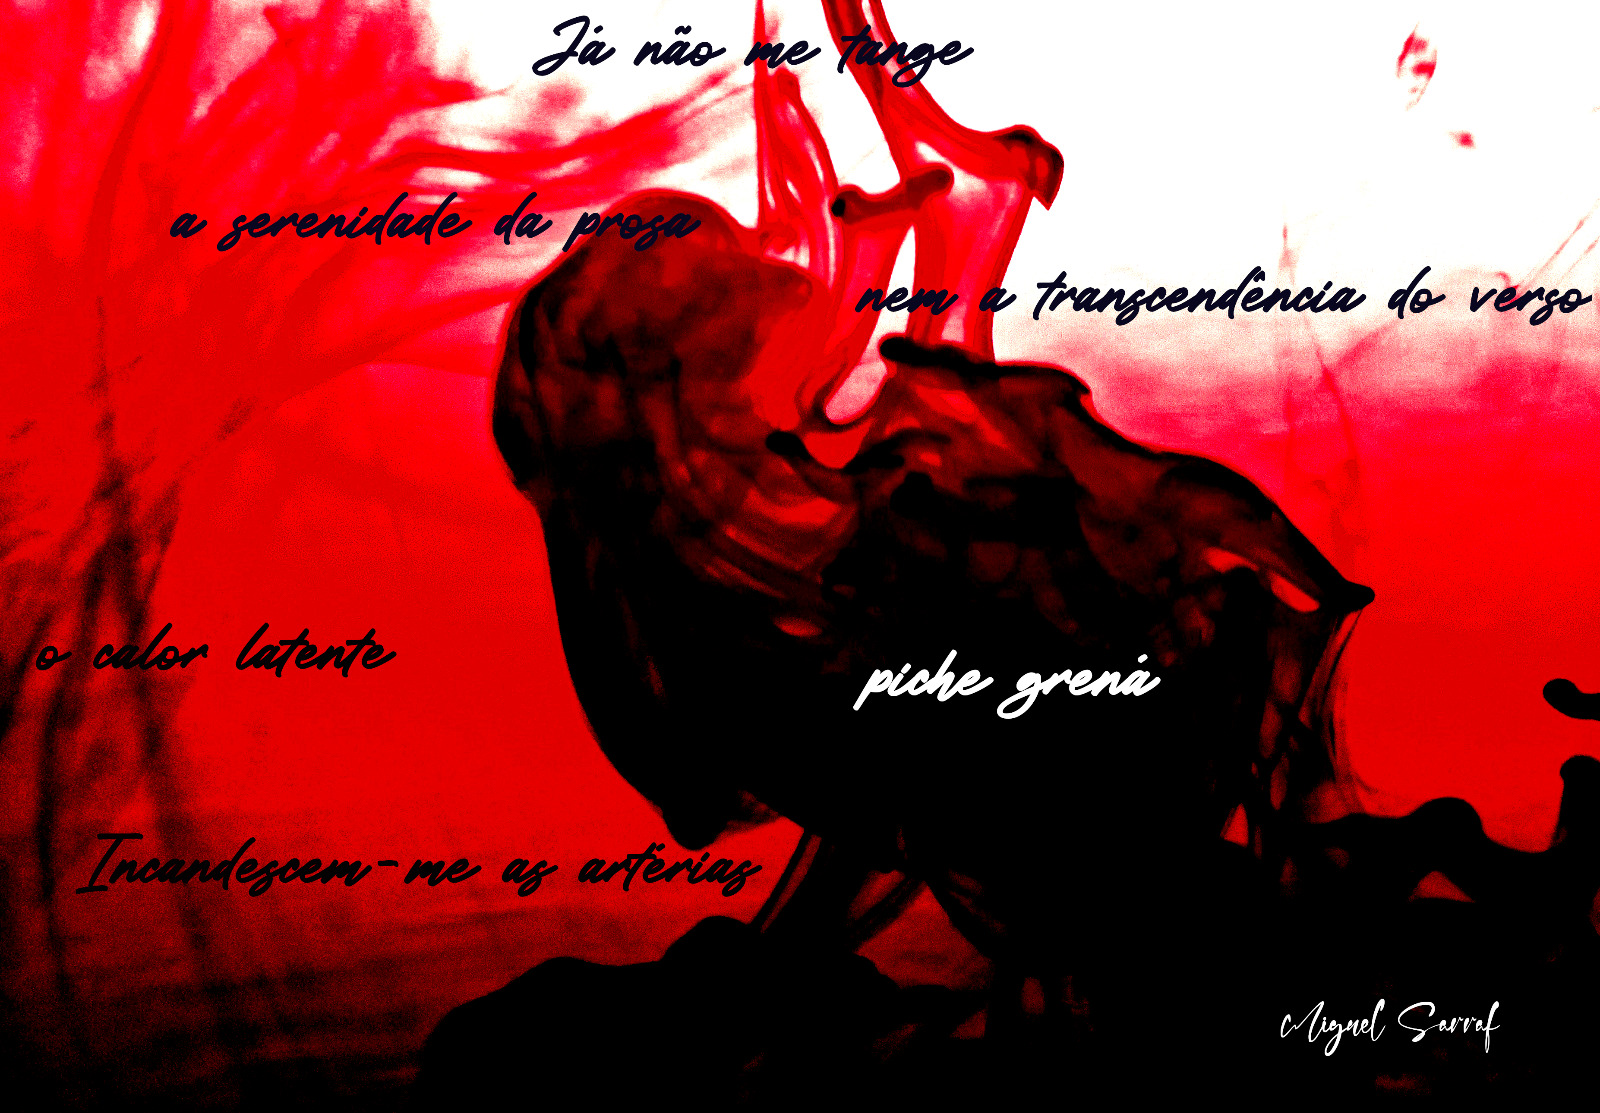 Já não me tange
a serenidade da prosa
nem a transcendência do verso
o calor latente
piche grená
Incandescem-me as artérias
Miguel Sarraf